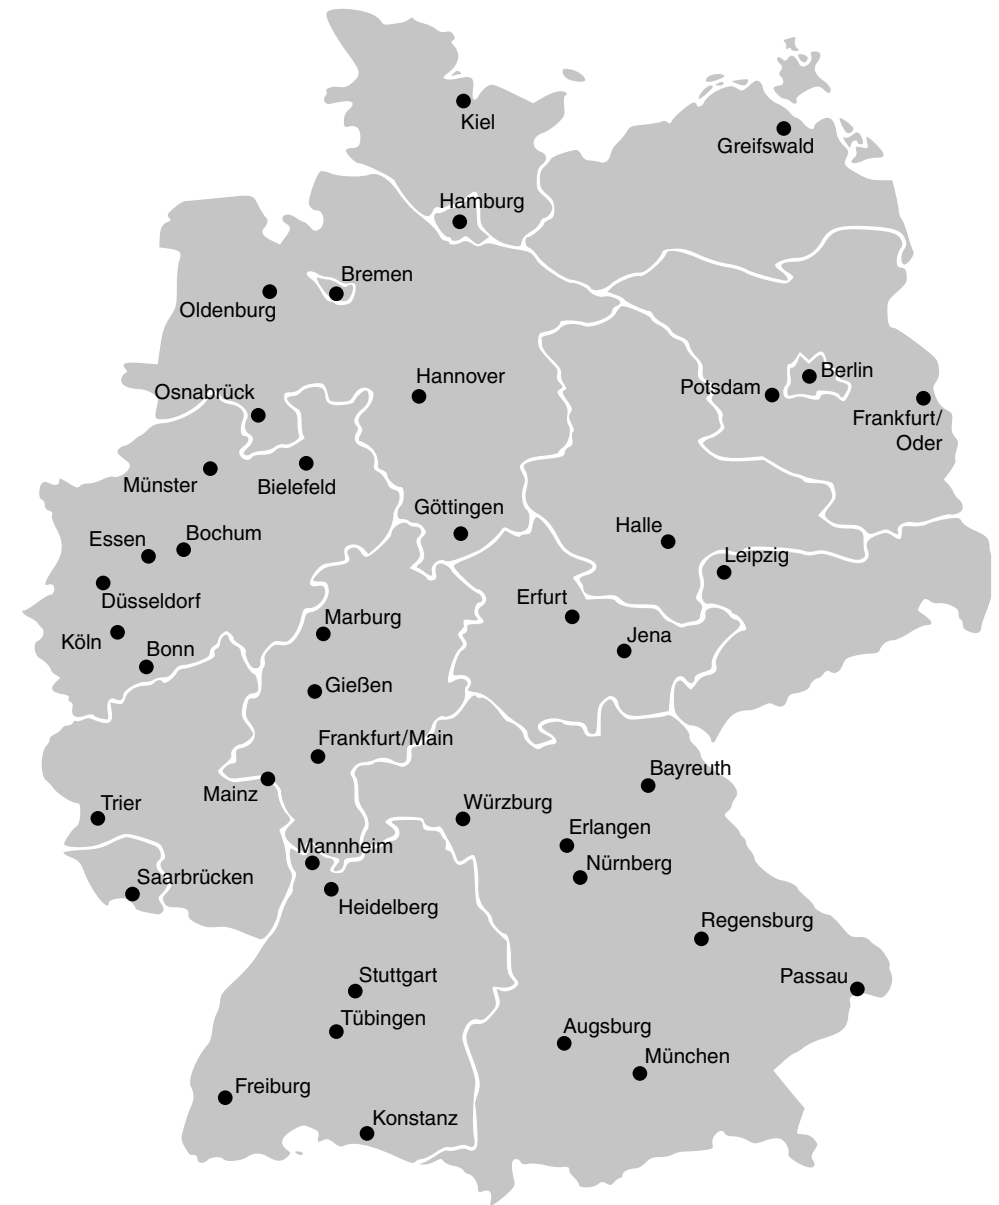 Kiel
Greifswald
Hamburg
Bremen
Oldenburg
Hannover
Berlin
Potsdam
Osnabrück
Frankfurt/
Oder
Münster
Bielefeld
Göttingen
Halle
Essen
Bochum
Leipzig
Düsseldorf
Erfurt
Marburg
Jena
Köln
Bonn
Gießen
Frankfurt/Main
Bayreuth
Mainz
Trier
Würzburg
Erlangen
Mannheim
Nürnberg
Saarbrücken
Heidelberg
Regensburg
Stuttgart
Passau
Tübingen
Augsburg
München
Freiburg
Konstanz